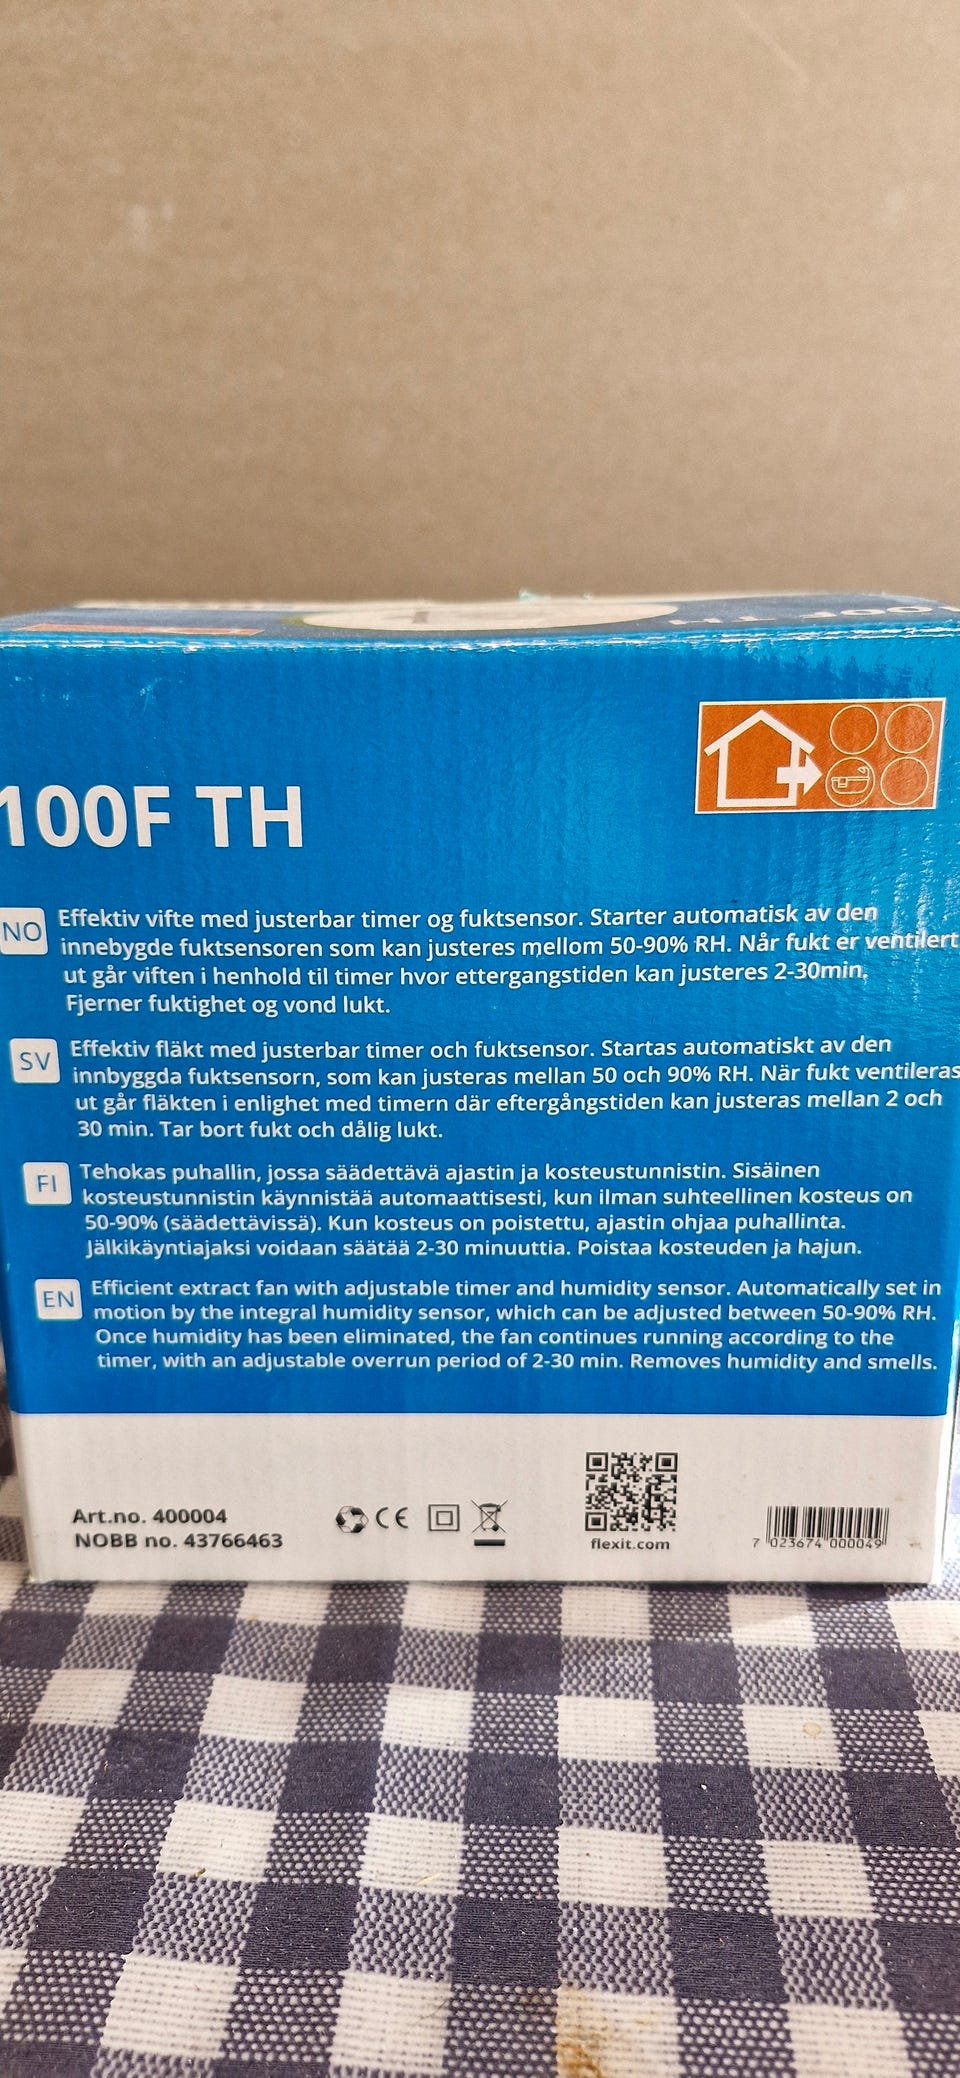 100F TH
100F TH
NO
Effektiv vifte med justerbar timer og fuktsensor. Starter automatisk av den
innebygde fuktsensoren som kan justeres mellom 50-90% RH. Når fukt er ventilert
ut går viften i henhold til timer hvor ettergangstiden kan justeres 2-30min,
Fjerner fuktighet og vond lukt.
SV
Effektiv fläkt med justerbar timer och fuktsensor. Startas automatiskt av den
innbyggda fuktsensorn, som kan justeras mellan 50 och 90% RH. När fukt ventileras
ut går fläkten i enlighet med timern där eftergångstiden kan justeras mellan 2 och
30 min. Tar bort fukt och dålig lukt.
FI
Tehokas puhallin, jossa säädettävä ajastin ja kosteustunnistin. Sisäinen
kosteustunnistin käynnistää automaattisesti, kun ilman suhteellinen kosteus on
50-90% (säädettävissä). Kun kosteus on poistettu, ajastin ohjaa puhallinta.
Jälkikäyntiajaksi voidaan säätää 2-30 minuuttia. Poistaa kosteuden ja hajun.
EN
Efficient extract fan with adjustable timer and humidity sensor. Automatically set in
motion by the integral humidity sensor, which can be adjusted between 50-90% RH.
Once humidity has been eliminated, the fan continues running according to the
timer, with an adjustable overrun period of 2-30 min. Removes humidity and smells.
Art.no. 400004
NOBB no. 43766463
CE
flexit.com
7 023674 000049